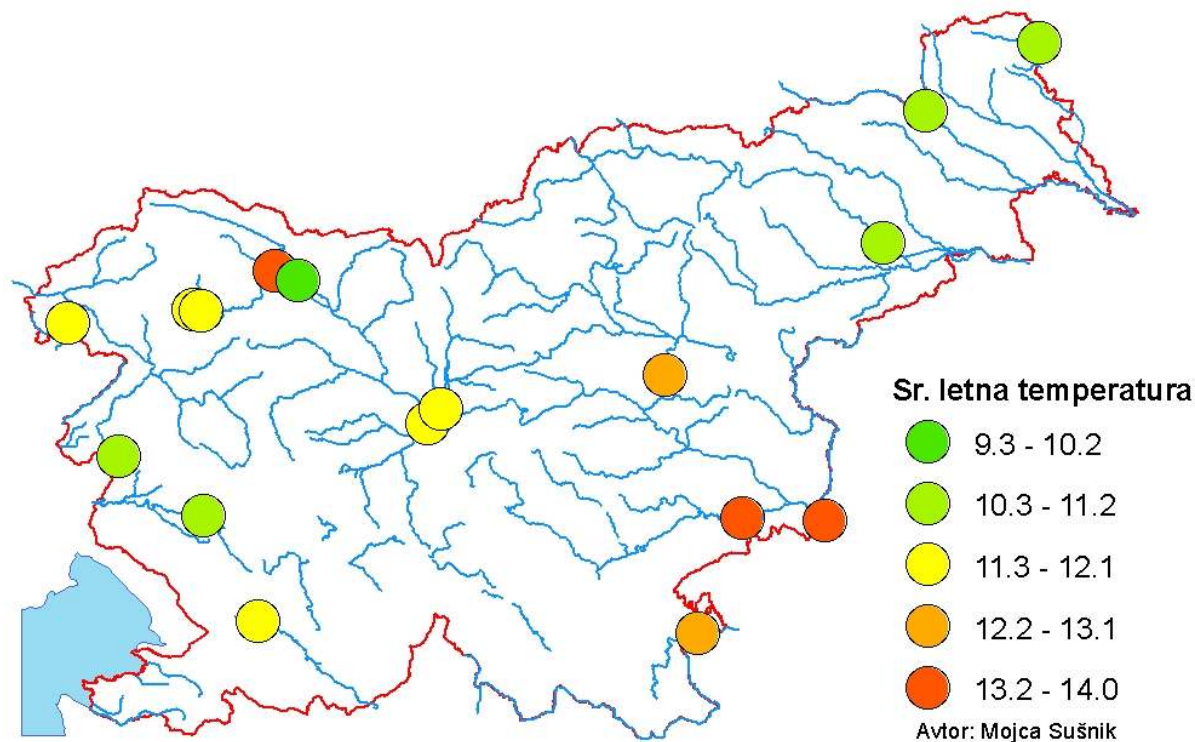 Sr. letna temperatura
9.3 - 10.2
10.3 - 11.2
11.3 - 12.1
12.2 - 13.1
13.2 - 14.0
Avtor: Mojca Sušnik